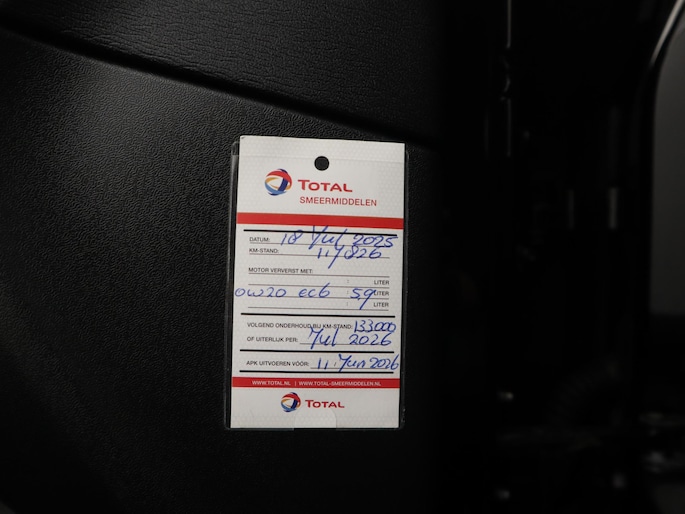 TOTAL
SMEERMIDDELEN
DATUM: 18 Jul 2025
KM-STAND: 117826
MOTOR VERVERST MET:
: LITER
0W20 ec6 : 5,9 LITER
:
VOLGEND ONDERHOUD BIJ KM-STAND: 133000
OF UITERLIJK PER: Jul 2026
APK UITVOEREN VÓÓR: 11 Jun 2026
WWW.TOTAL.NL | WWW.TOTAL-SMEERMIDDELEN.NL
TOTAL